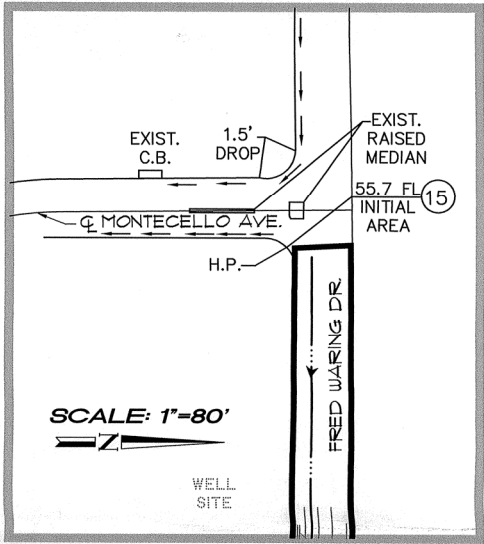 EXIST.
C.B.
1.5'
DROP
EXIST.
RAISED
MEDIAN
55.7 FL
INITIAL
AREA
15
℄ MONTECELLO AVE.
H.P.
FRED WARING DR.
SCALE: 1"=80'
N
WELL
SITE